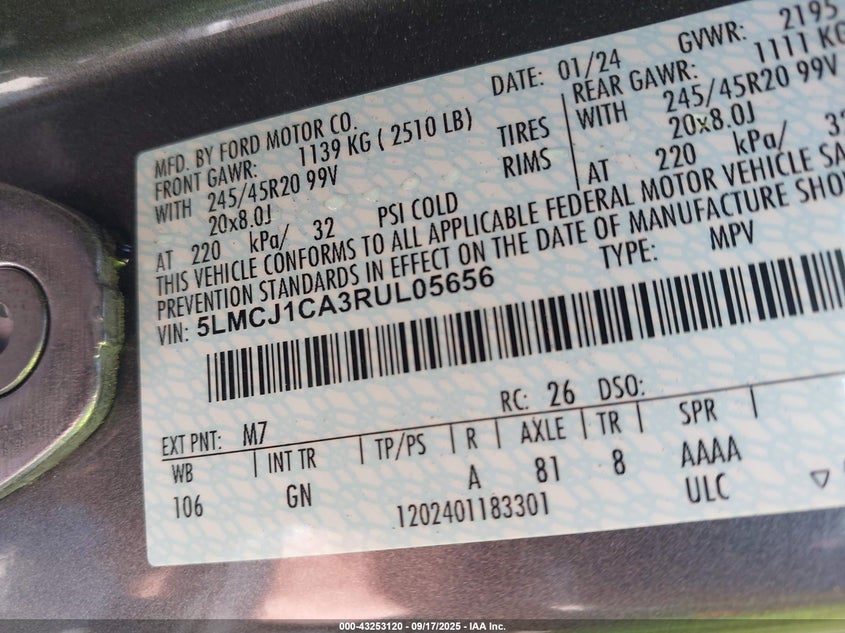 DATE: 01/24 GVWR: 2195
MFD. BY FORD MOTOR CO.
FRONT GAWR: 1139 KG ( 2510 LB) REAR GAWR: 1111 KG
WITH 245/45R20 99V TIRES WITH 245/45R20 99V
20x8.0J RIMS 20x8.0J
AT 220 kPa/ 32 PSI COLD AT 220 kPa/ 32
THIS VEHICLE CONFORMS TO ALL APPLICABLE FEDERAL MOTOR VEHICLE SA
PREVENTION STANDARDS IN EFFECT ON THE DATE OF MANUFACTURE SHO
VIN: 5LMCJ1CA3RUL05656 TYPE: MPV
EXT PNT: M7 RC: 26 DSO:
WB INT TR TP/PS R AXLE TR SPR
106 GN A 81 8 AAAA
1202401183301 ULC
000-43253120 - 09/17/2025 - IAA Inc.